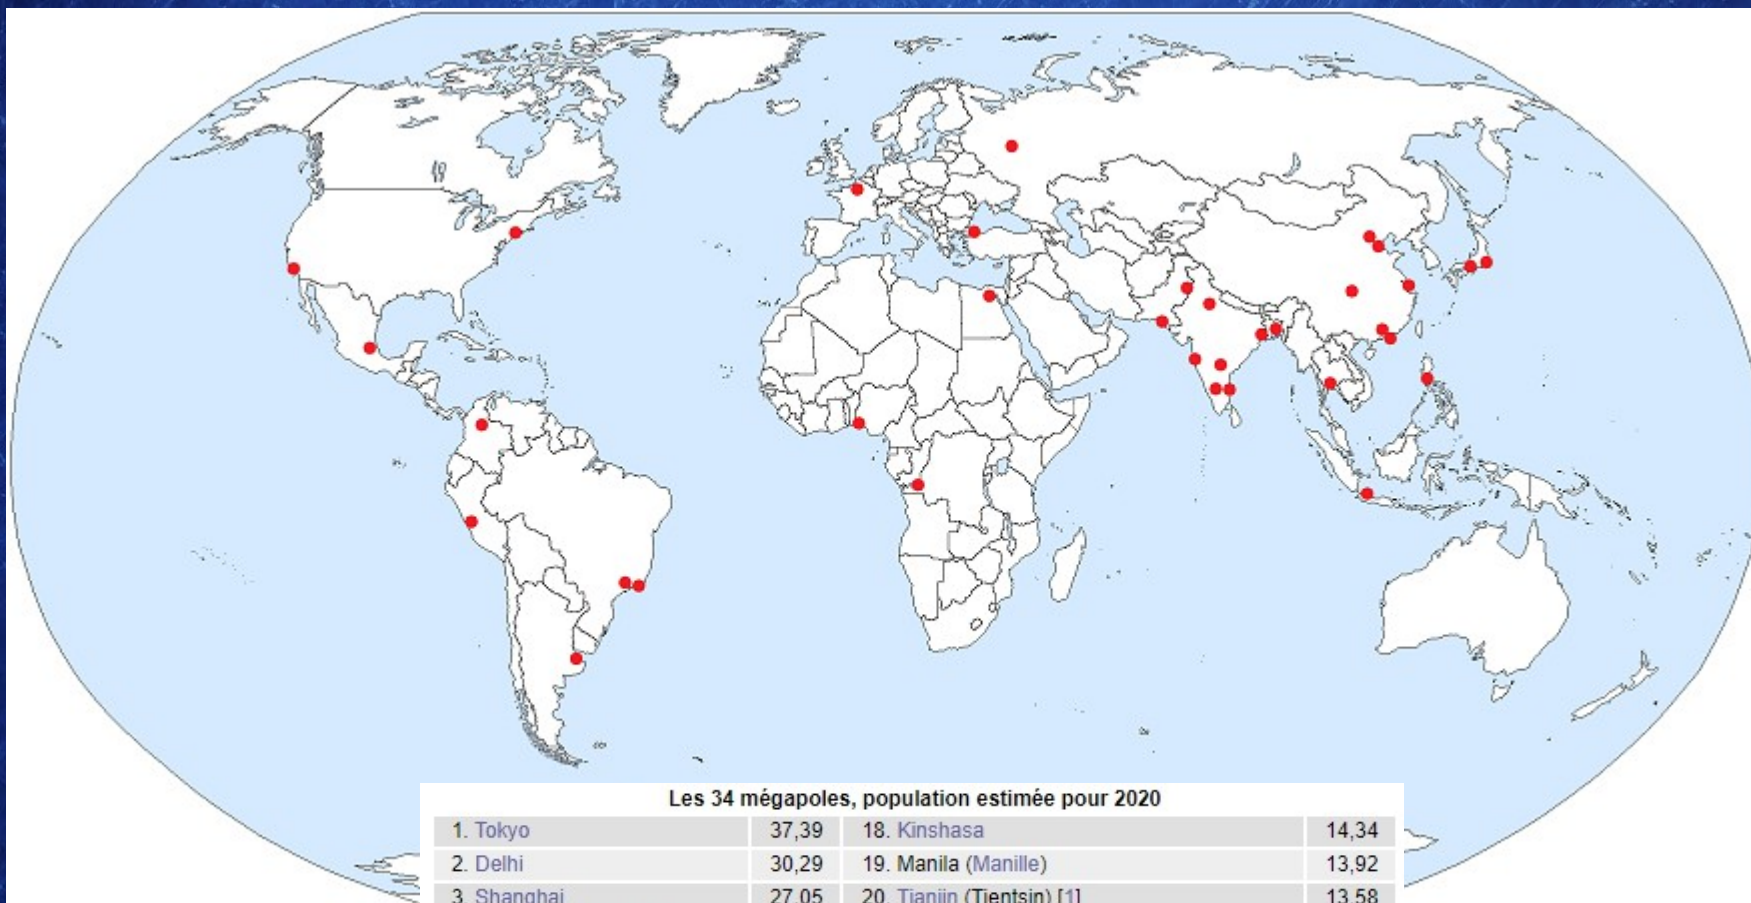 Les 34 mégapoles, population estimée pour 2020
1. Tokyo 37,39 18. Kinshasa 14,34
2. Delhi 30,29 19. Manila (Manille) 13,92
3. Shanghai 27,05 20. Tianjin (Tientsin) [1] 13,58